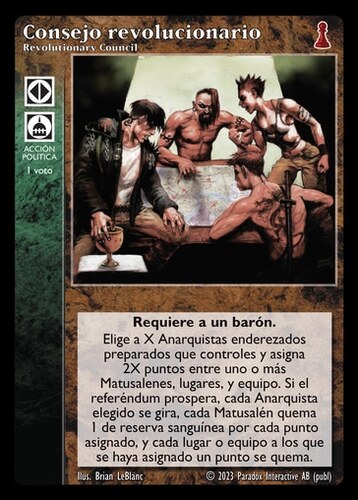 Consejo revolucionario
Revolutionary Council
ACCIÓN
POLÍTICA
1 voto
Requiere a un barón.
Elige a X Anarquistas enderezados
preparados que controles y asigna
2X puntos entre uno o más
Matusalenes, lugares, y equipo. Si el
referéndum prospera, cada Anarquista
elegido se gira, cada Matusalén quema
1 de reserva sanguínea por cada punto
asignado, y cada lugar o equipo a los que
se haya asignado un punto se quema.
Ilus. Brian LeBlanc
© 2023 Paradox Interactive AB (publ)